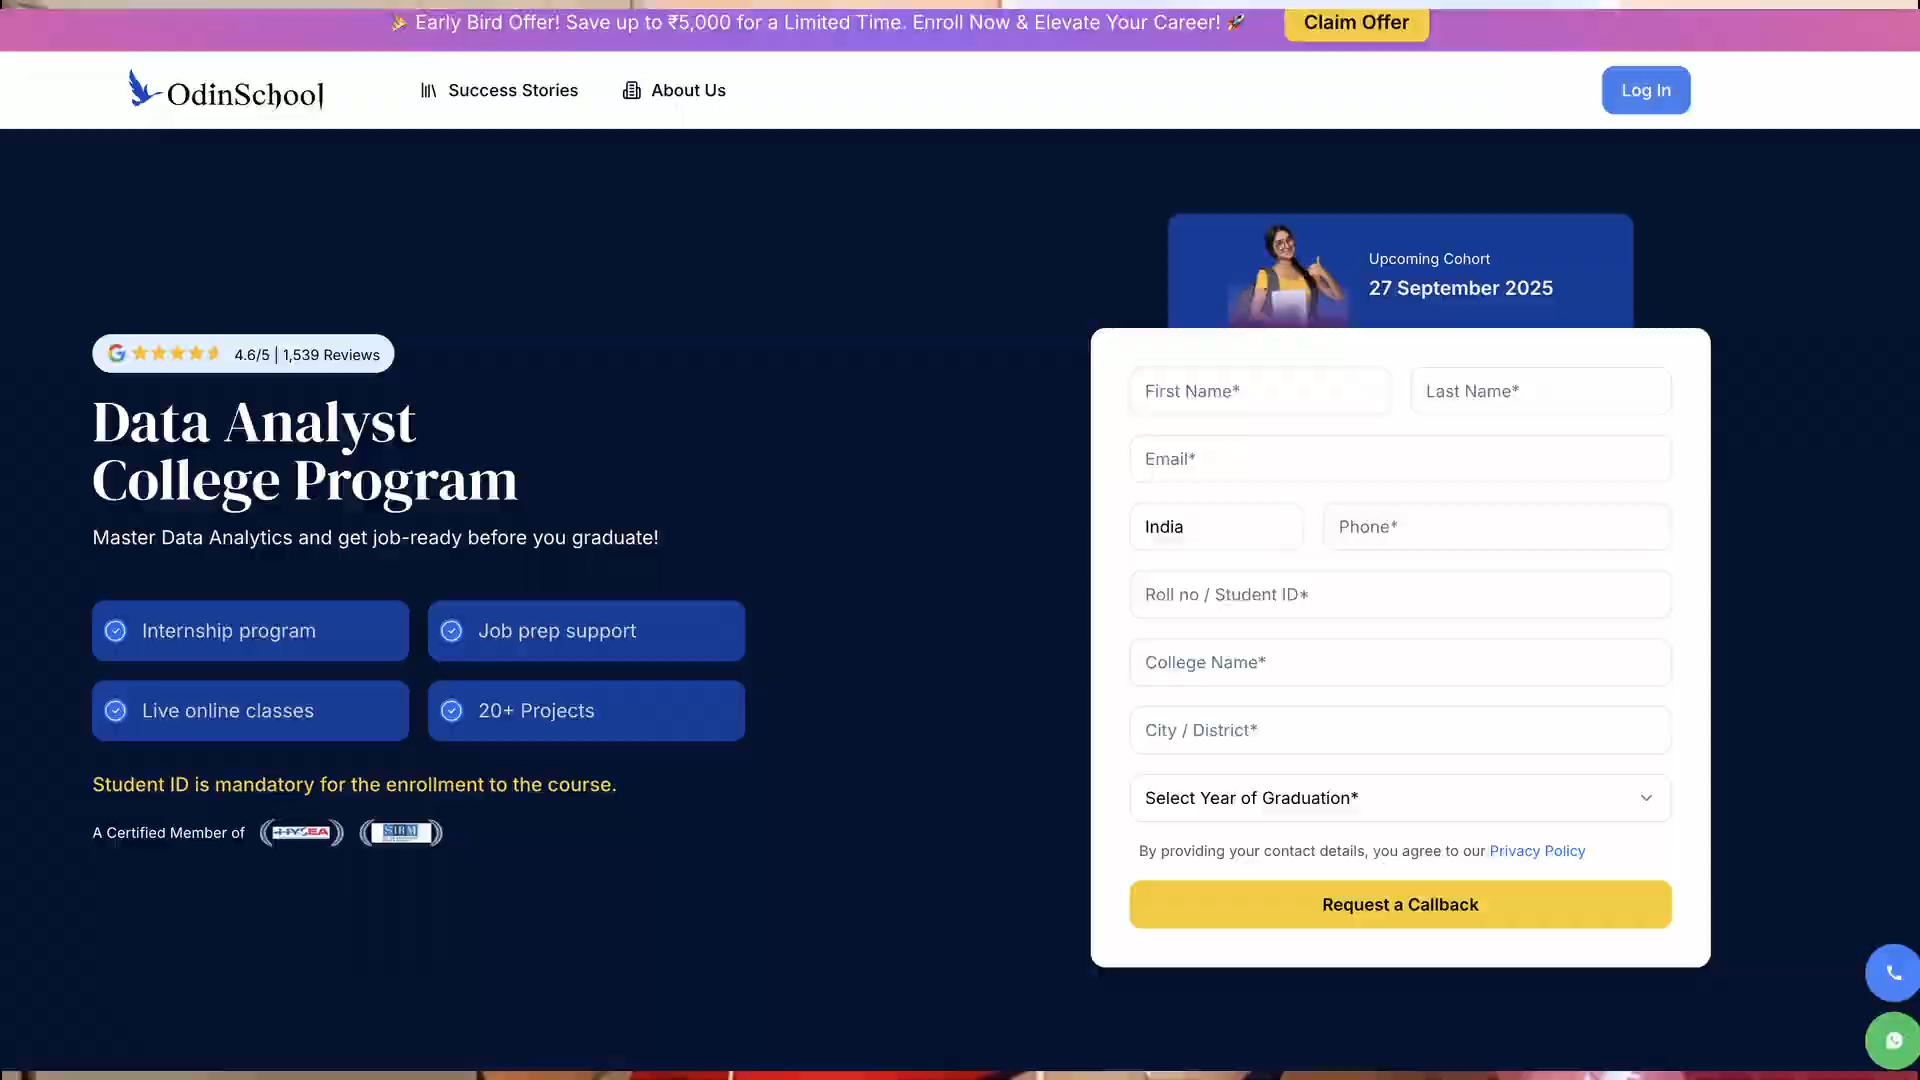 Early Bird Offer! Save up to ₹5,000 for a Limited Time. Enroll Now & Elevate Your Career!
Claim Offer
OdinSchool
Success Stories
About Us
Log In
Upcoming Cohort
27 September 2025
4.6/5 | 1,539 Reviews
Data Analyst
College Program
Master Data Analytics and get job-ready before you graduate!
Internship program
Job prep support
Live online classes
20+ Projects
Student ID is mandatory for the enrollment to the course.
A Certified Member of
HYSEA
First Name*
Last Name*
Email*
India
Phone*
Roll no / Student ID*
College Name*
City / District*
Select Year of Graduation*
By providing your contact details, you agree to our Privacy Policy
Request a Callback